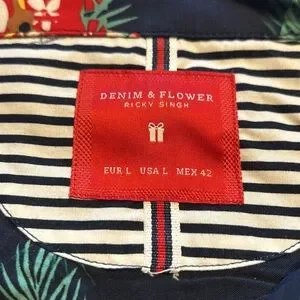 DENIM & FLOWER
RICKY SINGH
EUR L USA L MEX 42